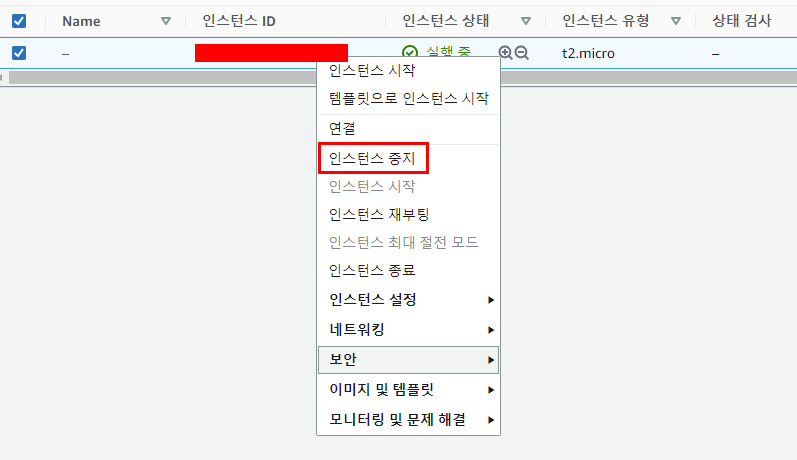 Name 인스턴스 ID 인스턴스 상태 인스턴스 유형 상태 검사
– 실행 중 t2.micro –
인스턴스 시작
템플릿으로 인스턴스 시작
연결
인스턴스 중지
인스턴스 시작
인스턴스 재부팅
인스턴스 최대 절전 모드
인스턴스 종료
인스턴스 설정
네트워킹
보안
이미지 및 템플릿
모니터링 및 문제 해결